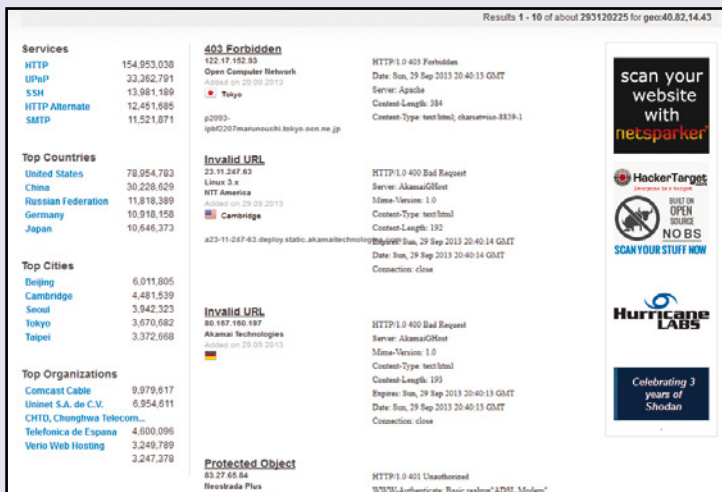 Results 1 - 10 of about 293120225 for geo:40.82,14.43
Services
HTTP 154,953,038
UPnP 33,362,791
SSH 13,981,189
HTTP Alternate 12,451,685
SMTP 11,521,871
Top Countries
United States 78,954,783
China 30,228,629
Russian Federation 11,818,389
Germany 10,918,158
Japan 10,646,373
Top Cities
Beijing 6,011,805
Cambridge 4,481,539
Seoul 3,942,323
Tokyo 3,670,682
Taipei 3,372,668
Top Organizations
Comcast Cable 9,979,617
Uninet S.A. de C.V. 6,954,611
CHTD, Chunghwa Telecom...
Telefonica de Espana 4,600,096
Verio Web Hosting 3,249,789
3,247,378
403 Forbidden
122.17.152.93
Open Computer Network
Added on 29.09.2013
Tokyo
p2093-
ipbf2207marunouchi.tokyo.ocn.ne.jp
HTTP/1.0 403 Forbidden
Date: Sun, 29 Sep 2013 20:40:15 GMT
Server: Apache
Content-Length: 384
Content-Type: text/html; charset=iso-8859-1
Invalid URL
23.11.247.63
Linux 3.x
NTT America
Added on 29.09.2013
Cambridge
a23-11-247-63.deploy.static.akamaitechnologies.com
HTTP/1.0 400 Bad Request
Server: AkamaiGHost
Mime-Version: 1.0
Content-Type: text/html
Content-Length: 192
Expires: Sun, 29 Sep 2013 20:40:14 GMT
Date: Sun, 29 Sep 2013 20:40:14 GMT
Connection: close
Invalid URL
80.157.150.197
Akamai Technologies
Added on 29.09.2013
HTTP/1.0 400 Bad Request
Server: AkamaiGHost
Mime-Version: 1.0
Content-Type: text/html
Content-Length: 193
Expires: Sun, 29 Sep 2013 20:40:13 GMT
Date: Sun, 29 Sep 2013 20:40:13 GMT
Connection: close
Protected Object
83.27.65.84
Neostrada Plus
HTTP/1.0 401 Unauthorized
WWW-Authenticate: Basic realm="ADSL Modem"
scan your
website
with
netsparker
HackerTarget
BUILT ON
OPEN
SOURCE
NO BS
SCAN YOUR STUFF NOW
Hurricane
LABS
Celebrating 3
years of
Shodan